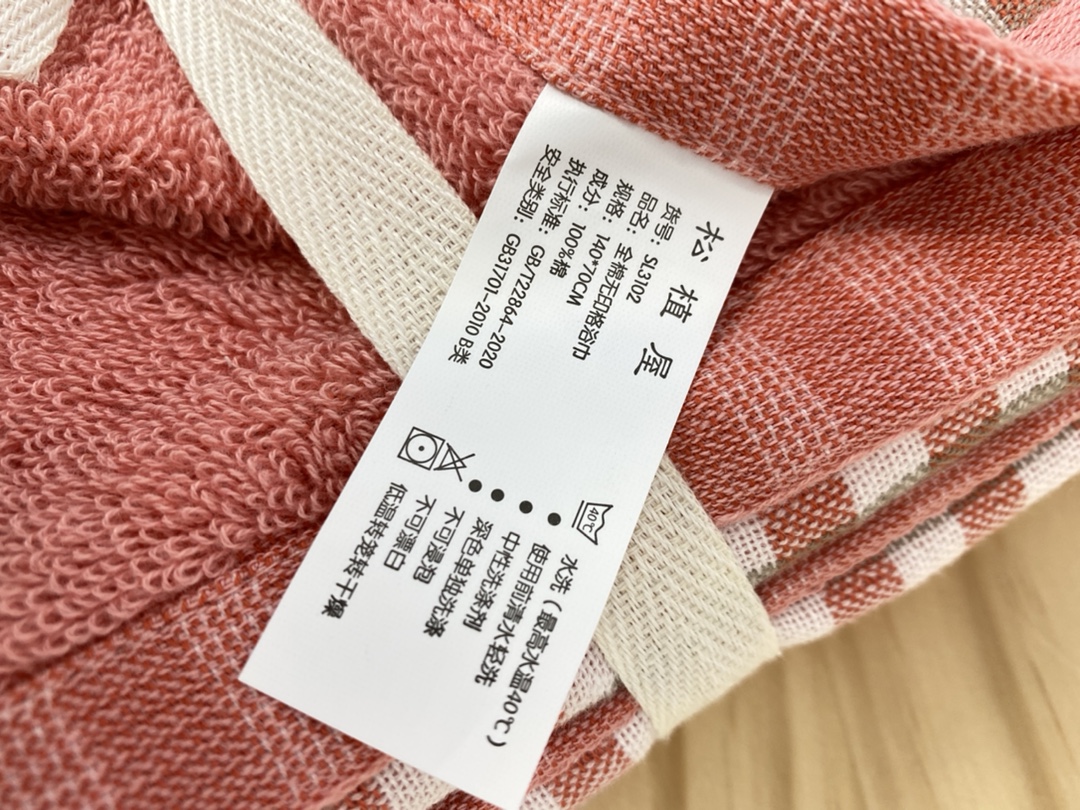 松植屋
货号：SL3102
品名：全棉无印格浴巾
规格：140*70CM
成分：100%棉
执行标准：GB/T22864-2020
安全类别：GB31701-2010 B类
40℃ 水洗（最高水温40℃）
● 使用前清水轻洗
● 中性洗涤剂
● 深色单独洗涤
● 不可浸泡
不可漂白
低温转笼转干燥